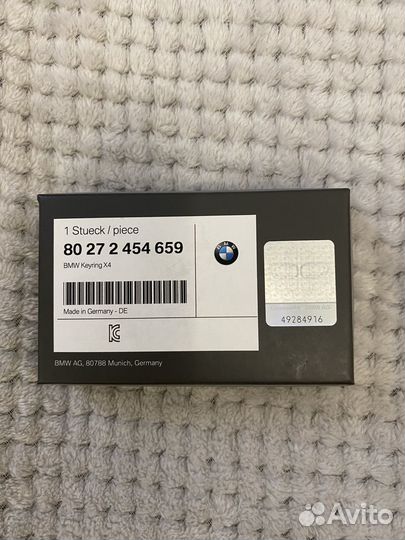 1 Stueck / piece
80 27 2 454 659
BMW Keyring X4
Made in Germany - DE
BMW AG, 80788 Munich, Germany
BMW
49284916
Avito